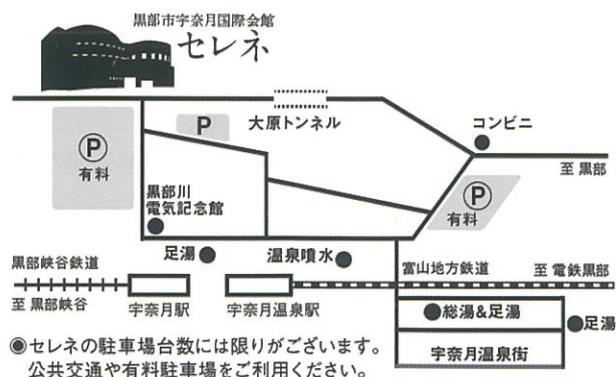 黒部市宇奈月国際会館
セレネ
P
大原トンネル
コンビニ
P
有料
至 黒部
P
有料
黒部川
電気記念館
足湯
温泉噴水
黒部峡谷鉄道
富山地方鉄道
至 電鉄黒部
至 黒部峡谷
宇奈月駅
宇奈月温泉駅
総湯&足湯
足湯
宇奈月温泉街
◉セレネの駐車場台数には限りがございます。
公共交通や有料駐車場をご利用ください。